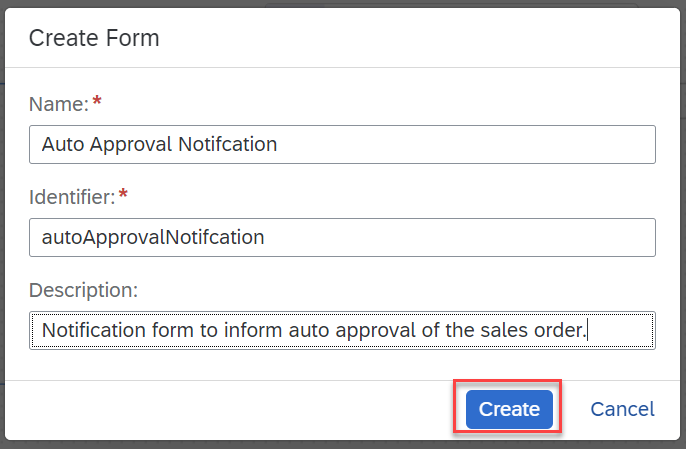 Create Form
Name:*
Auto Approval Notifcation
Identifier:*
autoApprovalNotifcation
Description:
Notification form to inform auto approval of the sales order.
Create Cancel